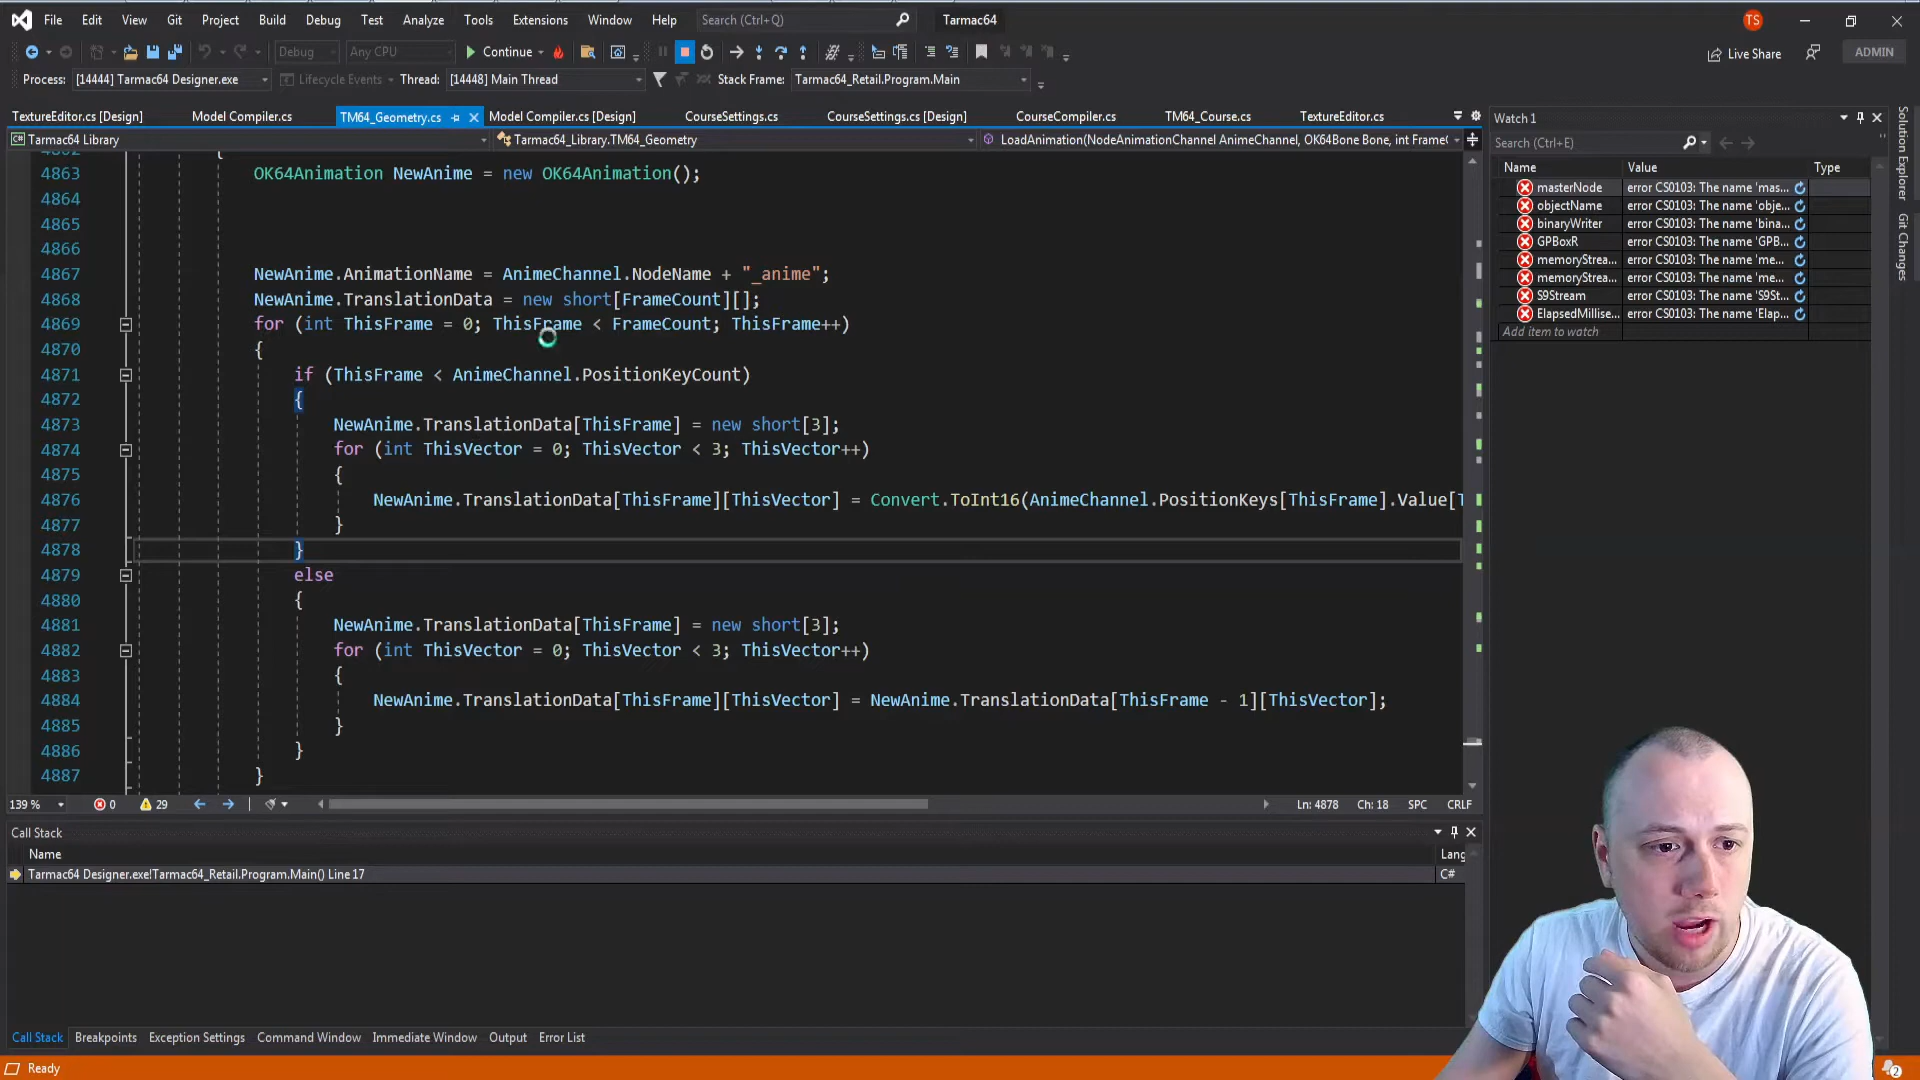 File Edit View Git Project Build Debug Test Analyze Tools Extensions Window Help Search (Ctrl+Q) Tarmac64 TS
Debug Any CPU Continue Live Share ADMIN
Process: [14444] Tarmac64 Designer.exe Lifecycle Events Thread: [14448] Main Thread Stack Frame: Tarmac64_Retail.Program.Main
TextureEditor.cs [Design] Model Compiler.cs TM64_Geometry.cs Model Compiler.cs [Design] CourseSettings.cs CourseSettings.cs [Design] CourseCompiler.cs TM64_Course.cs TextureEditor.cs
Tarmac64 Library Tarmac64_Library.TM64_Geometry LoadAnimation(NodeAnimationChannel AnimeChannel, OK64Bone Bone, int Frame
4862 {
4863 OK64Animation NewAnime = new OK64Animation();
4864
4865
4866
4867 NewAnime.AnimationName = AnimeChannel.NodeName + "_anime";
4868 NewAnime.TranslationData = new short[FrameCount][];
4869 for (int ThisFrame = 0; ThisFrame < FrameCount; ThisFrame++)
4870 {
4871 if (ThisFrame < AnimeChannel.PositionKeyCount)
4872 {
4873 NewAnime.TranslationData[ThisFrame] = new short[3];
4874 for (int ThisVector = 0; ThisVector < 3; ThisVector++)
4875 {
4876 NewAnime.TranslationData[ThisFrame][ThisVector] = Convert.ToInt16(AnimeChannel.PositionKeys[ThisFrame].Value[T
4877 }
4878 }
4879 else
4880 {
4881 NewAnime.TranslationData[ThisFrame] = new short[3];
4882 for (int ThisVector = 0; ThisVector < 3; ThisVector++)
4883 {
4884 NewAnime.TranslationData[ThisFrame][ThisVector] = NewAnime.TranslationData[ThisFrame - 1][ThisVector];
4885 }
4886 }
4887 }
139 % 0 29 Ln: 4878 Ch: 18 SPC CRLF
Call Stack
Name Lang
Tarmac64 Designer.exe!Tarmac64_Retail.Program.Main() Line 17 C#
Call Stack Breakpoints Exception Settings Command Window Immediate Window Output Error List
Ready 2
Watch 1
Search (Ctrl+E)
Name Value Type
masterNode error CS0103: The name 'mas...
objectName error CS0103: The name 'obje...
binaryWriter error CS0103: The name 'bina...
GPBoxR error CS0103: The name 'GPB...
memoryStrea... error CS0103: The name 'me...
memoryStrea... error CS0103: The name 'me...
S9Stream error CS0103: The name 'S9St...
ElapsedMillise... error CS0103: The name 'Elap...
Add item to watch
Solution Explorer
Git Changes